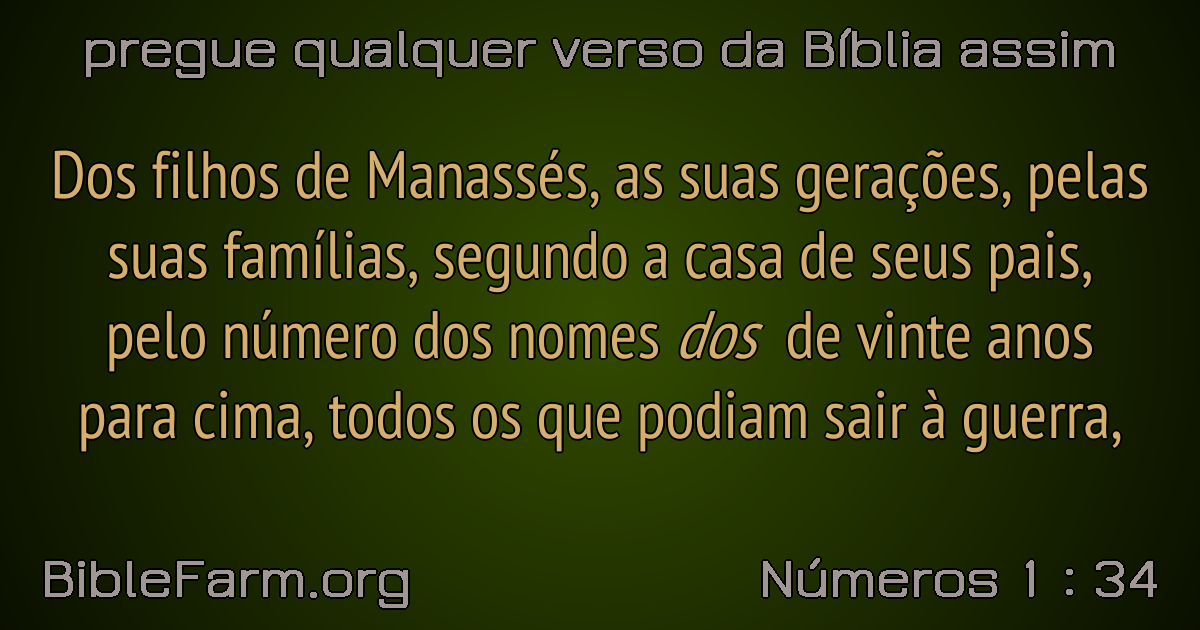 pregue qualquer verso da Bíblia assim
Dos filhos de Manassés, as suas gerações, pelas
suas famílias, segundo a casa de seus pais,
pelo número dos nomes dos de vinte anos
para cima, todos os que podiam sair à guerra,
BibleFarm.org
Números 1 : 34